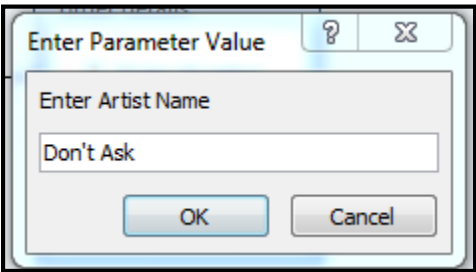 Enter Parameter Value
Enter Artist Name
Don't Ask
OK
Cancel